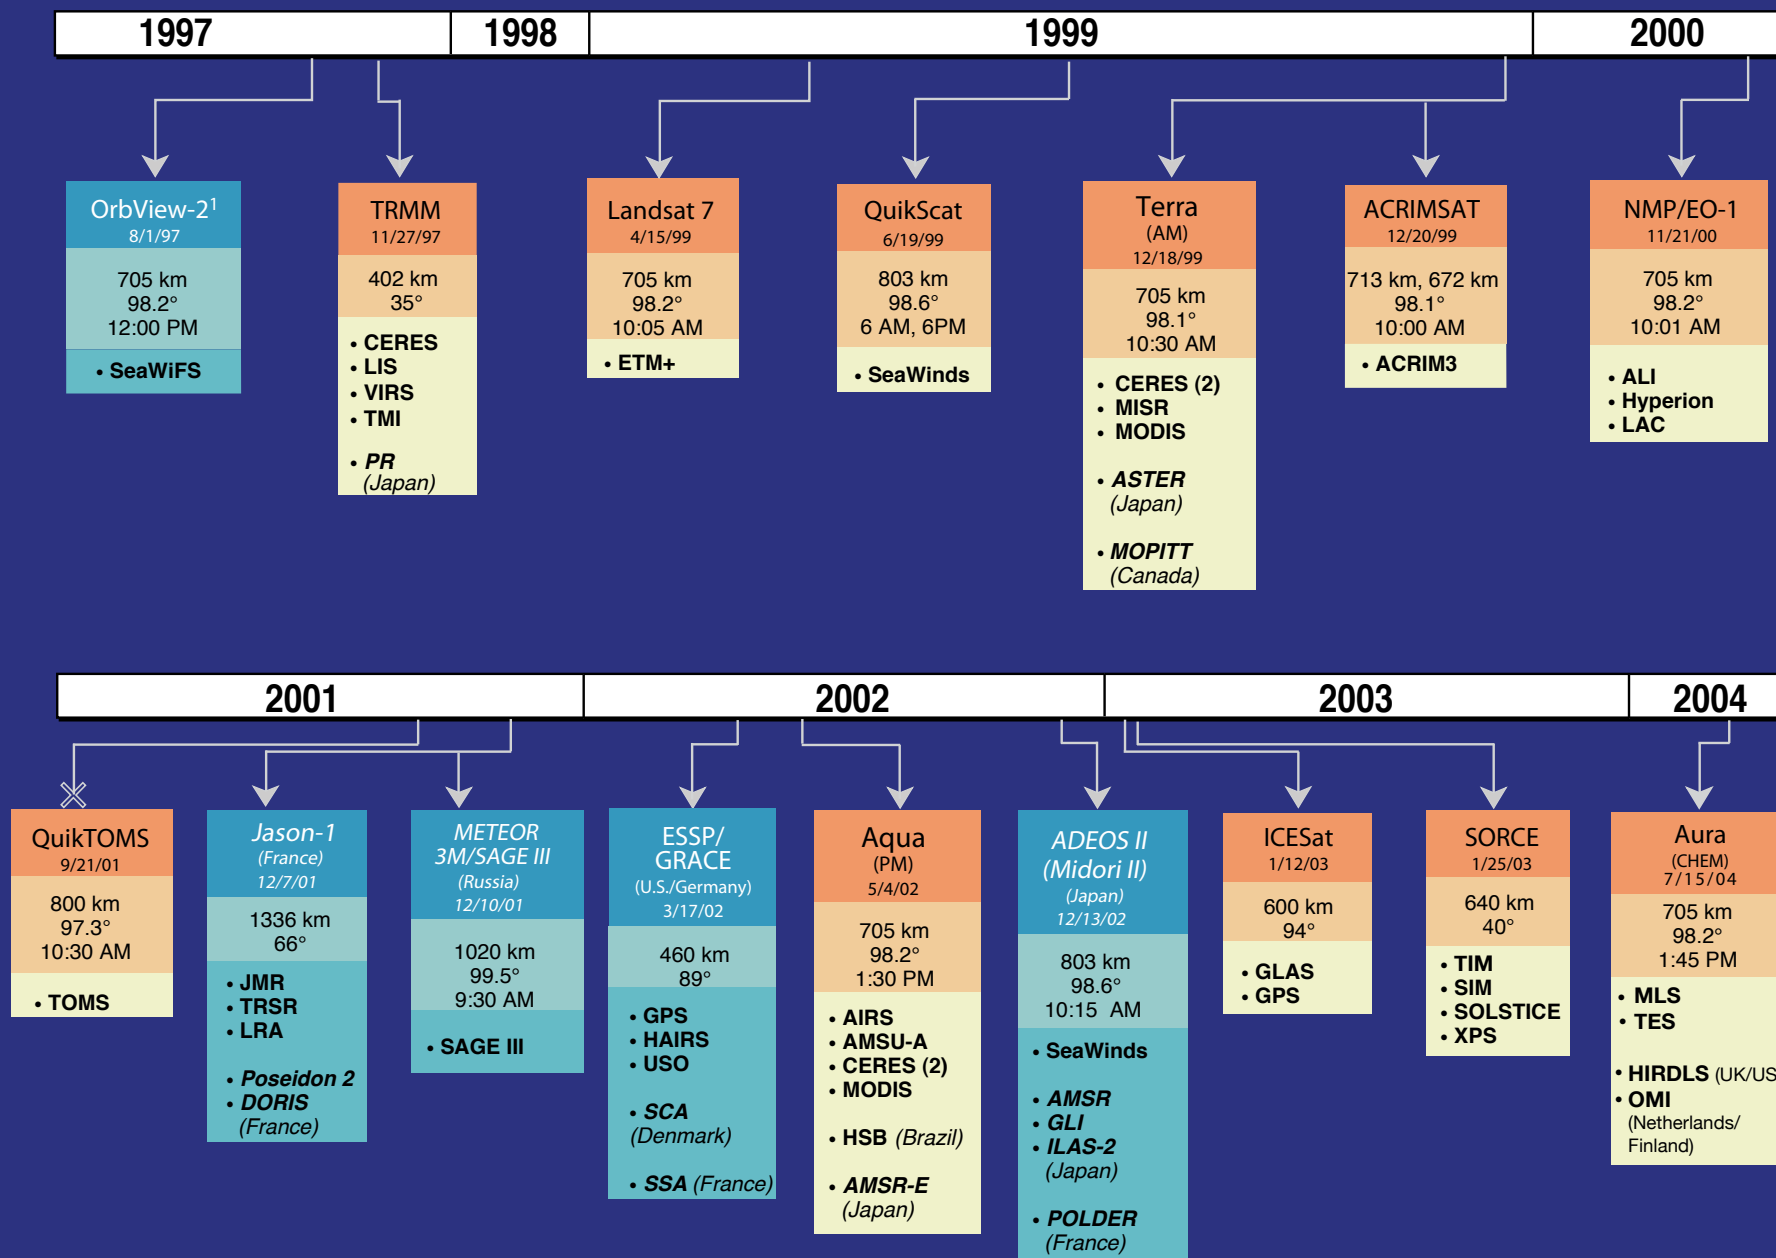 1997 1998 1999 2000
OrbView-2¹
8/1/97
705 km
98.2°
12:00 PM
• SeaWiFS
TRMM
11/27/97
402 km
35°
• CERES
• LIS
• VIRS
• TMI
• PR
(Japan)
Landsat 7
4/15/99
705 km
98.2°
10:05 AM
• ETM+
QuikScat
6/19/99
803 km
98.6°
6 AM, 6PM
• SeaWinds
Terra
(AM)
12/18/99
705 km
98.1°
10:30 AM
• CERES (2)
• MISR
• MODIS
• ASTER
(Japan)
• MOPITT
(Canada)
ACRIMSAT
12/20/99
713 km, 672 km
98.1°
10:00 AM
• ACRIM3
NMP/EO-1
11/21/00
705 km
98.2°
10:01 AM
• ALI
• Hyperion
• LAC
2001 2002 2003 2004
QuikTOMS
9/21/01
800 km
97.3°
10:30 AM
• TOMS
Jason-1
(France)
12/7/01
1336 km
66°
• JMR
• TRSR
• LRA
• Poseidon 2
• DORIS
(France)
METEOR
3M/SAGE III
(Russia)
12/10/01
1020 km
99.5°
9:30 AM
• SAGE III
ESSP/
GRACE
(U.S./Germany)
3/17/02
460 km
89°
• GPS
• HAIRS
• USO
• SCA
(Denmark)
• SSA (France)
Aqua
(PM)
5/4/02
705 km
98.2°
1:30 PM
• AIRS
• AMSU-A
• CERES (2)
• MODIS
• HSB (Brazil)
• AMSR-E
(Japan)
ADEOS II
(Midori II)
(Japan)
12/13/02
803 km
98.6°
10:15 AM
• SeaWinds
• AMSR
• GLI
• ILAS-2
(Japan)
• POLDER
(France)
ICESat
1/12/03
600 km
94°
• GLAS
• GPS
SORCE
1/25/03
640 km
40°
• TIM
• SIM
• SOLSTICE
• XPS
Aura
(CHEM)
7/15/04
705 km
98.2°
1:45 PM
• MLS
• TES
• HIRDLS (UK/US
• OMI
(Netherlands/
Finland)